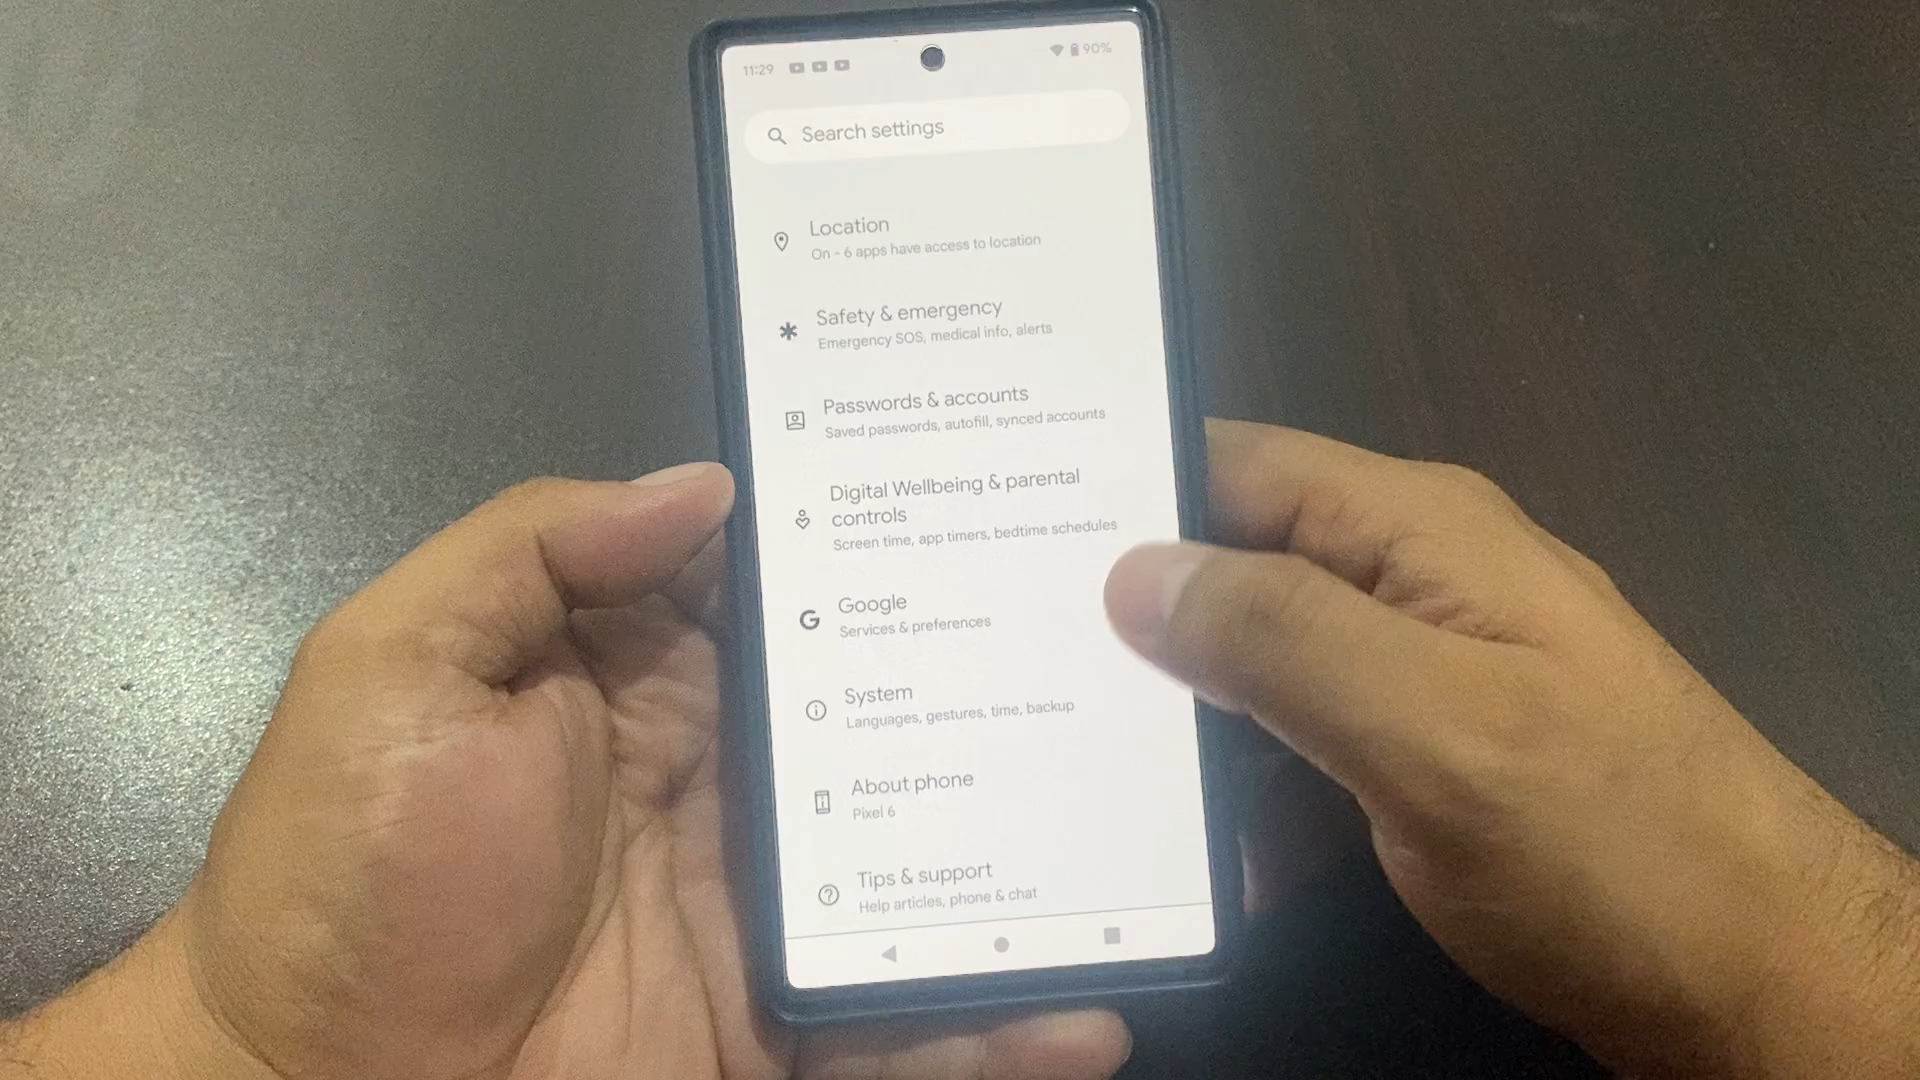 11:29
90%
Search settings
Location
On - 6 apps have access to location
Safety & emergency
Emergency SOS, medical info, alerts
Passwords & accounts
Saved passwords, autofill, synced accounts
Digital Wellbeing & parental
controls
Screen time, app timers, bedtime schedules
Google
Services & preferences
System
Languages, gestures, time, backup
About phone
Pixel 6
Tips & support
Help articles, phone & chat